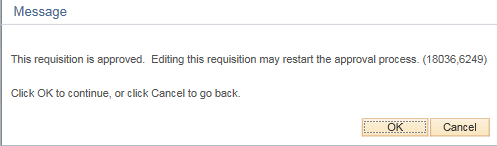 Message
This requisition is approved.  Editing this requisition may restart the approval process. (18036,6249)
Click OK to continue, or click Cancel to go back.
OK Cancel